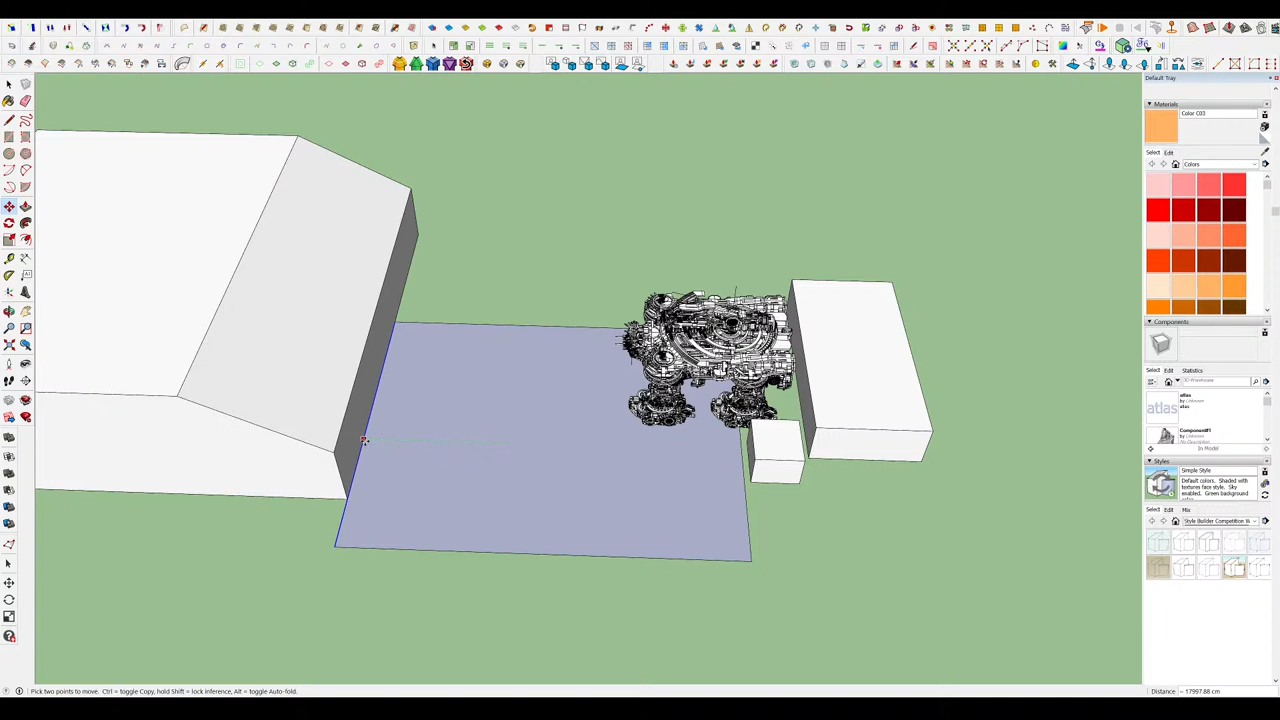 Default Tray
Materials
Color C03
Select Edit
Colors
Components
Select Edit Statistics
3D Warehouse
atlas
by Unknown
atlas
Component#1
by Unknown
In Model
Styles
Simple Style
Default colors. Shaded with
textures face style. Sky
enabled. Green background
Select Edit Mix
Style Builder Competition W
Pick two points to move. Ctrl = toggle Copy, hold Shift = lock inference, Alt = toggle Auto-fold.
Distance ~ 17997.88 cm